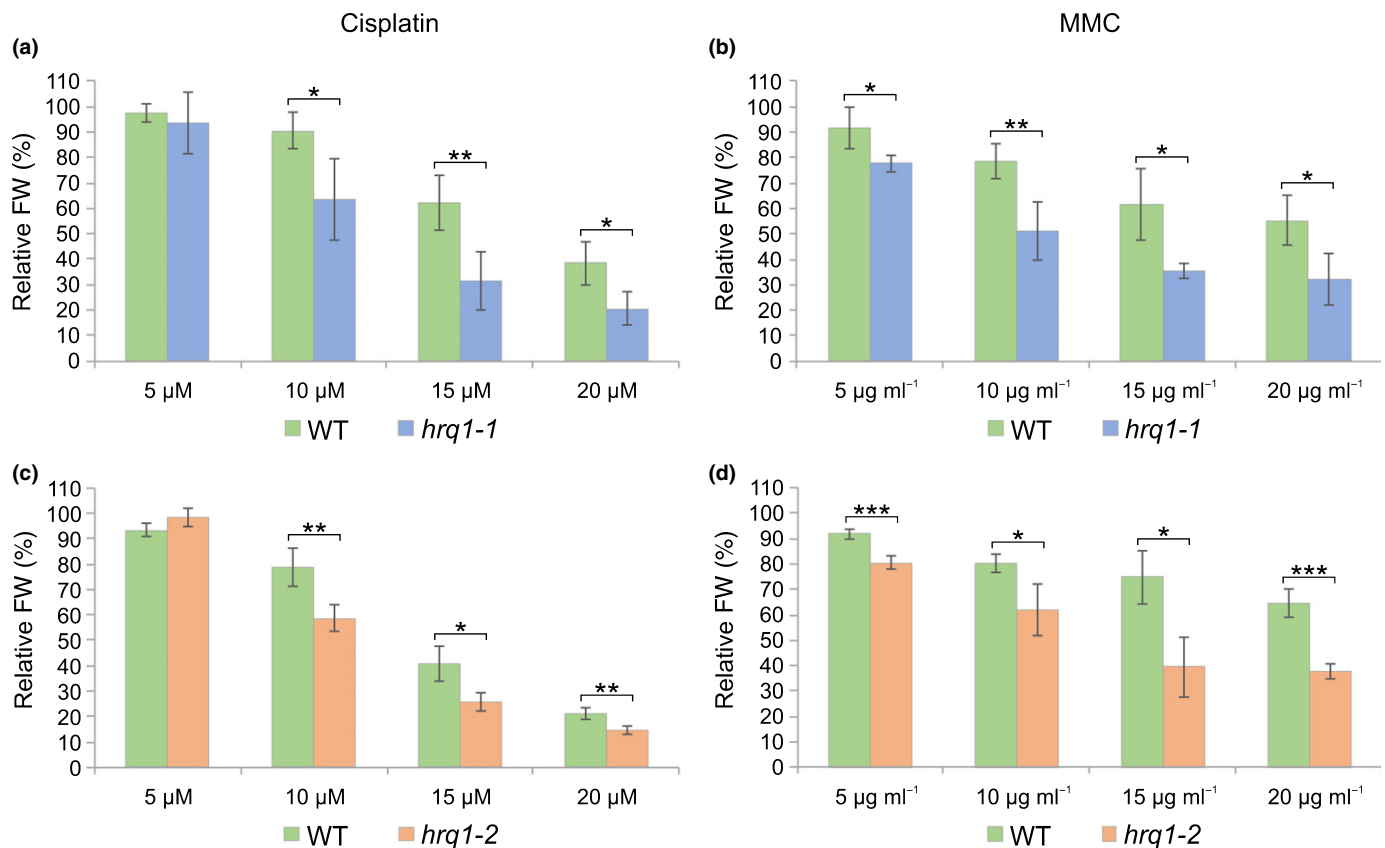 Cisplatin
MMC
(a)
Relative FW (%)
110
100
90
80
70
60
50
40
30
20
10
0
*
**
*
5 µM
10 µM
15 µM
20 µM
WT
hrq1-1
(b)
Relative FW (%)
110
100
90
80
70
60
50
40
30
20
10
0
*
**
*
*
5 µg ml⁻¹
10 µg ml⁻¹
15 µg ml⁻¹
20 µg ml⁻¹
WT
hrq1-1
(c)
Relative FW (%)
110
100
90
80
70
60
50
40
30
20
10
0
**
*
**
5 µM
10 µM
15 µM
20 µM
WT
hrq1-2
(d)
Relative FW (%)
110
100
90
80
70
60
50
40
30
20
10
0
***
*
*
***
5 µg ml⁻¹
10 µg ml⁻¹
15 µg ml⁻¹
20 µg ml⁻¹
WT
hrq1-2